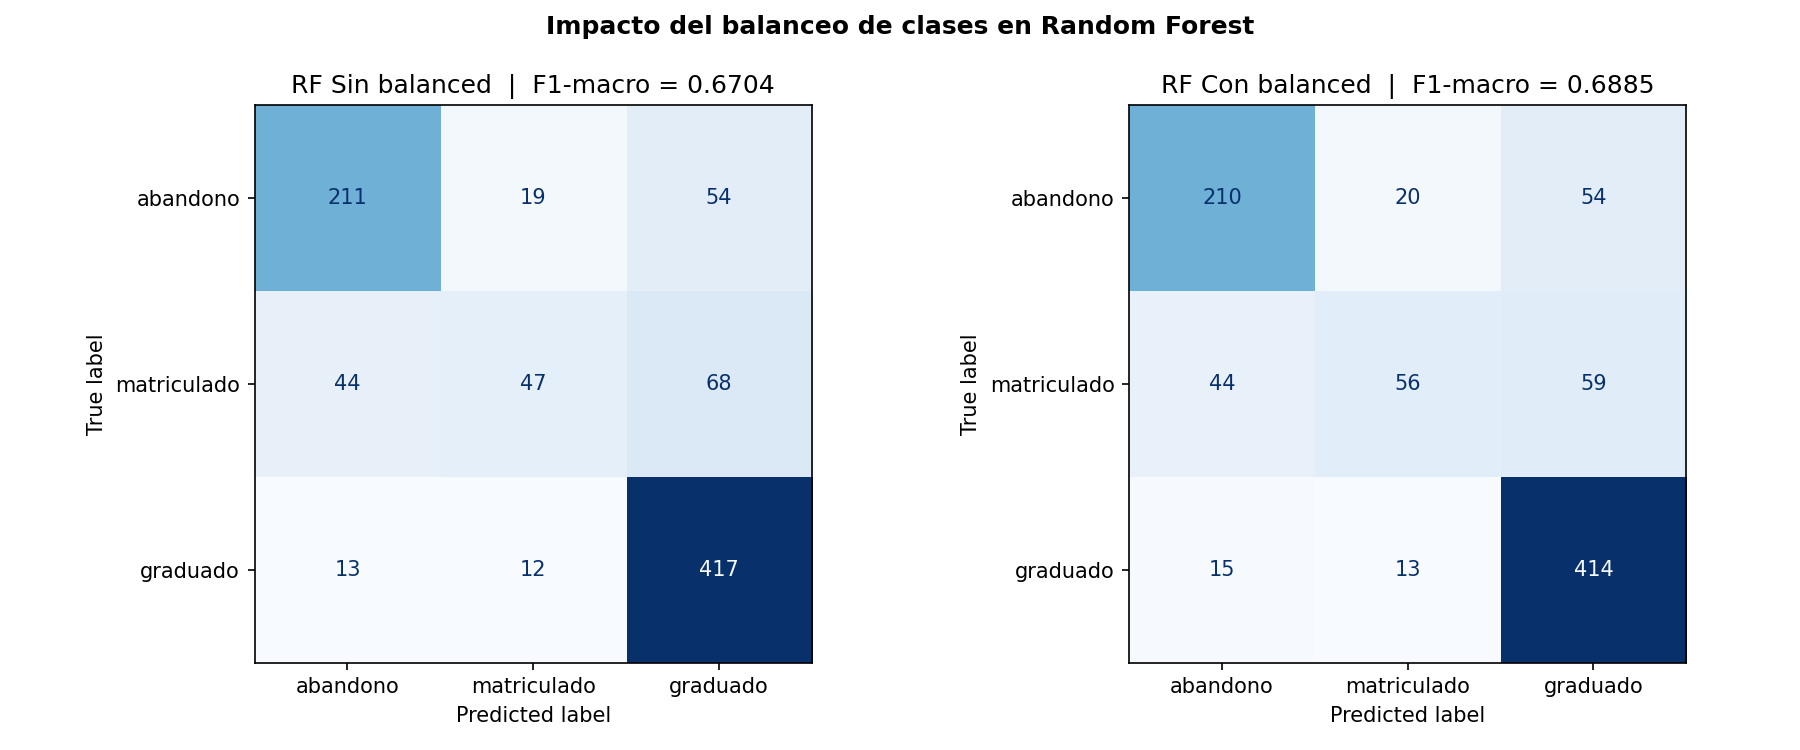 Impacto del balanceo de clases en Random Forest
RF Sin balanced | F1-macro = 0.6704
True label
abandono 211 19 54
matriculado 44 47 68
graduado 13 12 417
abandono matriculado graduado
Predicted label
RF Con balanced | F1-macro = 0.6885
True label
abandono 210 20 54
matriculado 44 56 59
graduado 15 13 414
abandono matriculado graduado
Predicted label